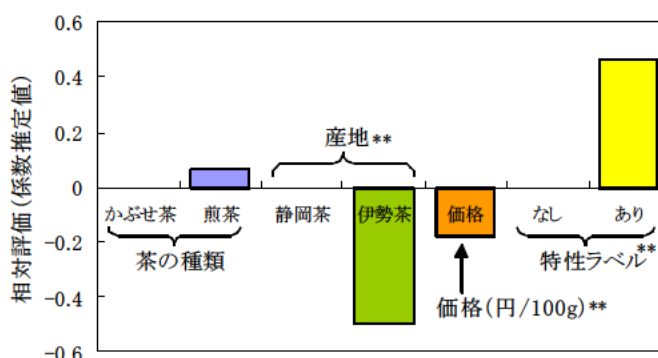 相対評価(係数推定値)
0.6
0.4
0.2
0
−0.2
−0.4
−0.6
産地**
かぶせ茶 煎茶 静岡茶 伊勢茶 価格 なし あり
茶の種類
特性ラベル**
価格(円/100g)**